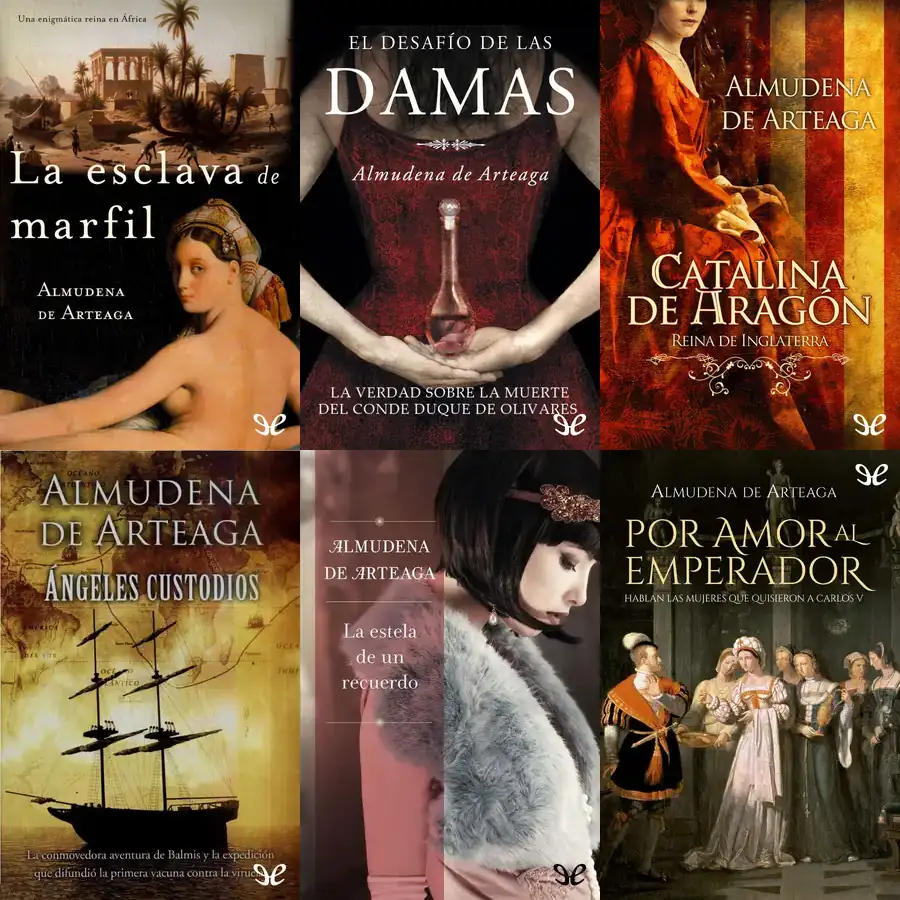 Una enigmática reina en África
La esclava de
marfil
ALMUDENA
DE ARTEAGA
EL DESAFÍO DE LAS
DAMAS
Almudena de Arteaga
LA VERDAD SOBRE LA MUERTE
DEL CONDE DUQUE DE OLIVARES
ALMUDENA
DE ARTEAGA
CATALINA
DE ARAGÓN
REINA DE INGLATERRA
OCEANO
ALMUDENA
DE ARTEAGA
ÁNGELES CUSTODIOS
La conmovedora aventura de Balmis y la expedición
que difundió la primera vacuna contra la viruela
ALMUDENA
DE ARTEAGA
La estela
de un
recuerdo
ALMUDENA DE ARTEAGA
POR AMOR AL
EMPERADOR
HABLAN LAS MUJERES QUE QUISIERON A CARLOS V